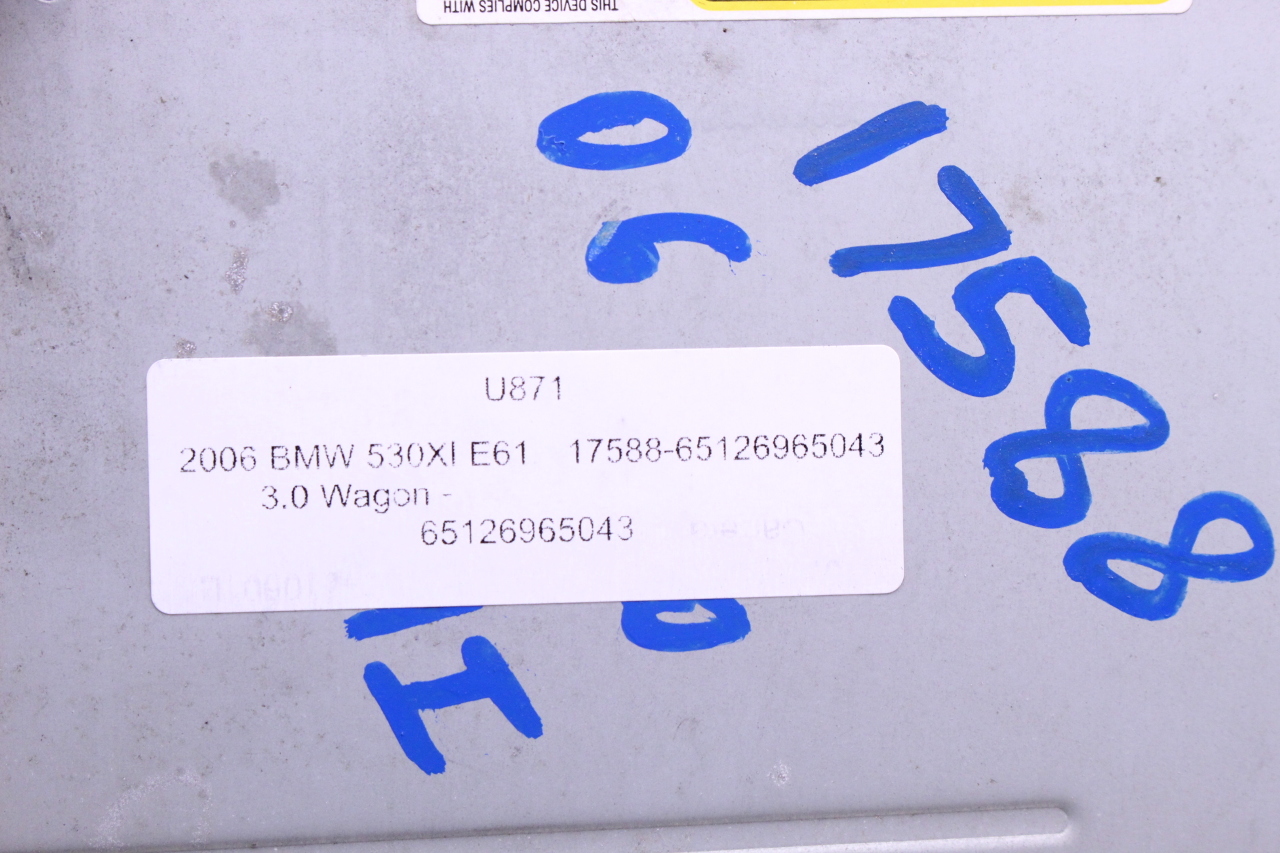 THIS DEVICE COMPLIES WITH
06
17588
U871
2006 BMW 530XI E61 17588-65126965043
3.0 Wagon -
65126965043
I